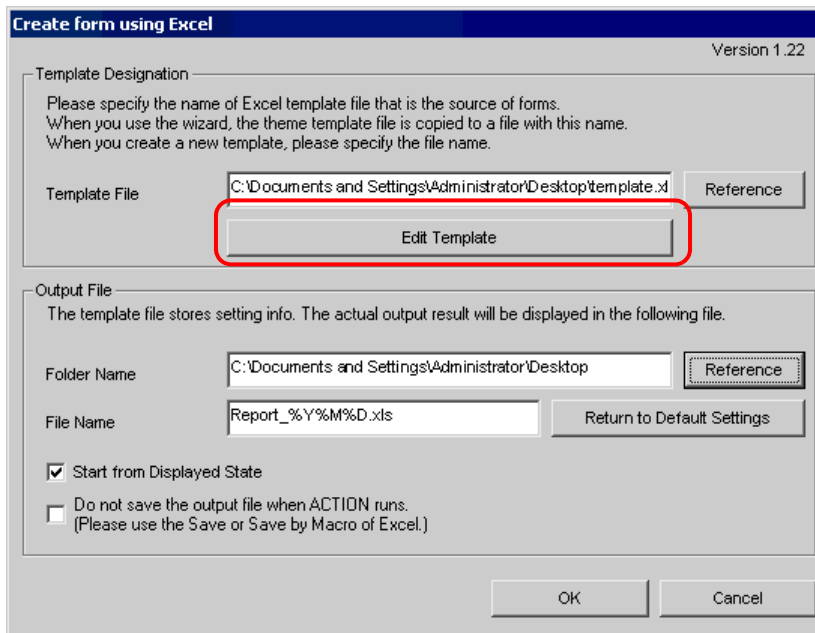 Create form using Excel
Version 1.22
Template Designation
Please specify the name of Excel template file that is the source of forms.
When you use the wizard, the theme template file is copied to a file with this name.
When you create a new template, please specify the file name.
Template File
C:\Documents and Settings\Administrator\Desktop\template.xl
Reference
Edit Template
Output File
The template file stores setting info. The actual output result will be displayed in the following file.
Folder Name
C:\Documents and Settings\Administrator\Desktop
Reference
File Name
Report_%Y%M%D.xls
Return to Default Settings
Start from Displayed State
Do not save the output file when ACTION runs.
(Please use the Save or Save by Macro of Excel.)
OK
Cancel